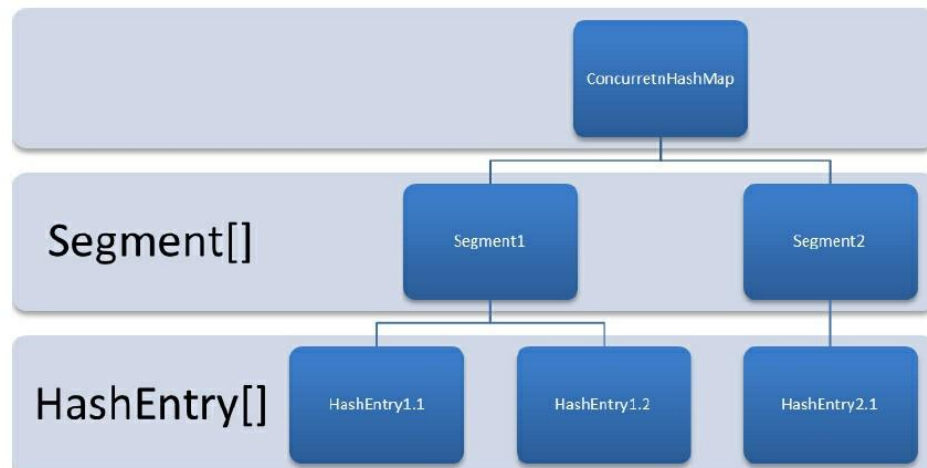 ConcurretnHashMap
Segment[]
Segment1
Segment2
HashEntry[]
HashEntry1.1
HashEntry1.2
HashEntry2.1